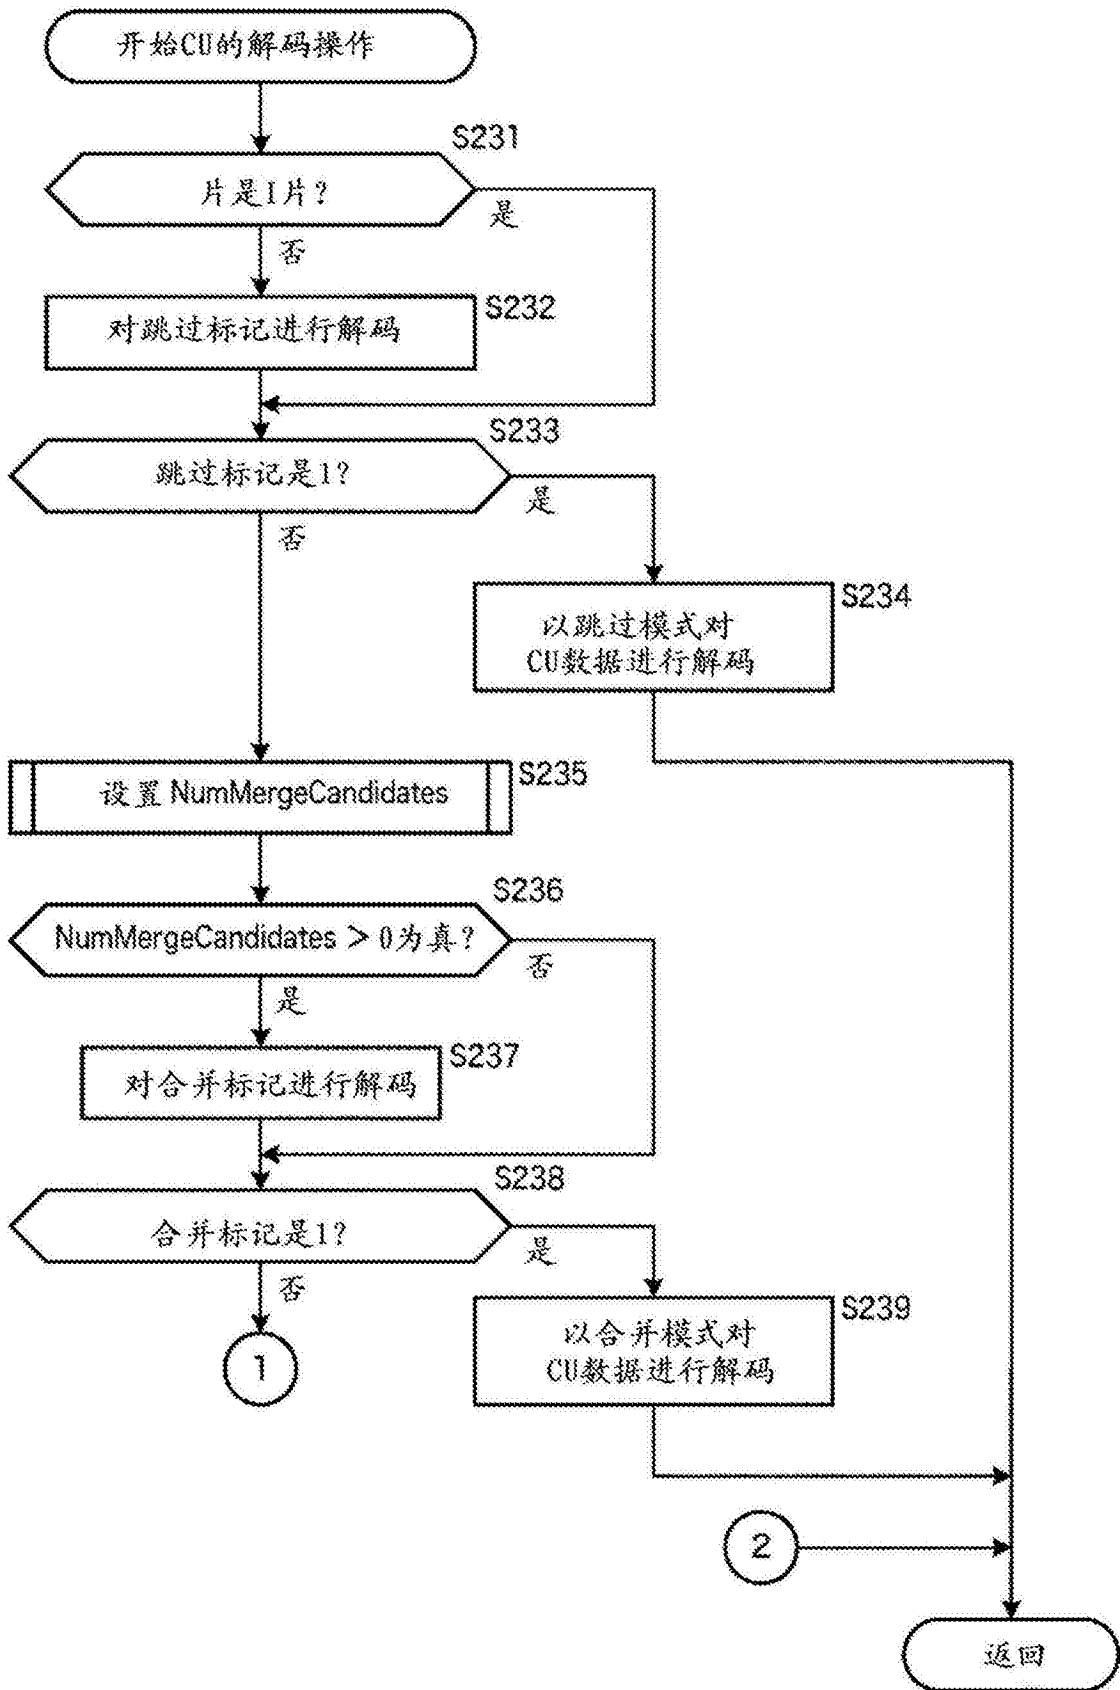 开始CU的解码操作
S231
片是I片?
是
否
S232
对跳过标记进行解码
S233
跳过标记是1?
是
否
S234
以跳过模式对
CU数据进行解码
S235
设置 NumMergeCandidates
S236
NumMergeCandidates > 0为真?
否
是
S237
对合并标记进行解码
S238
合并标记是1?
是
否
S239
以合并模式对
CU数据进行解码
1
2
返回